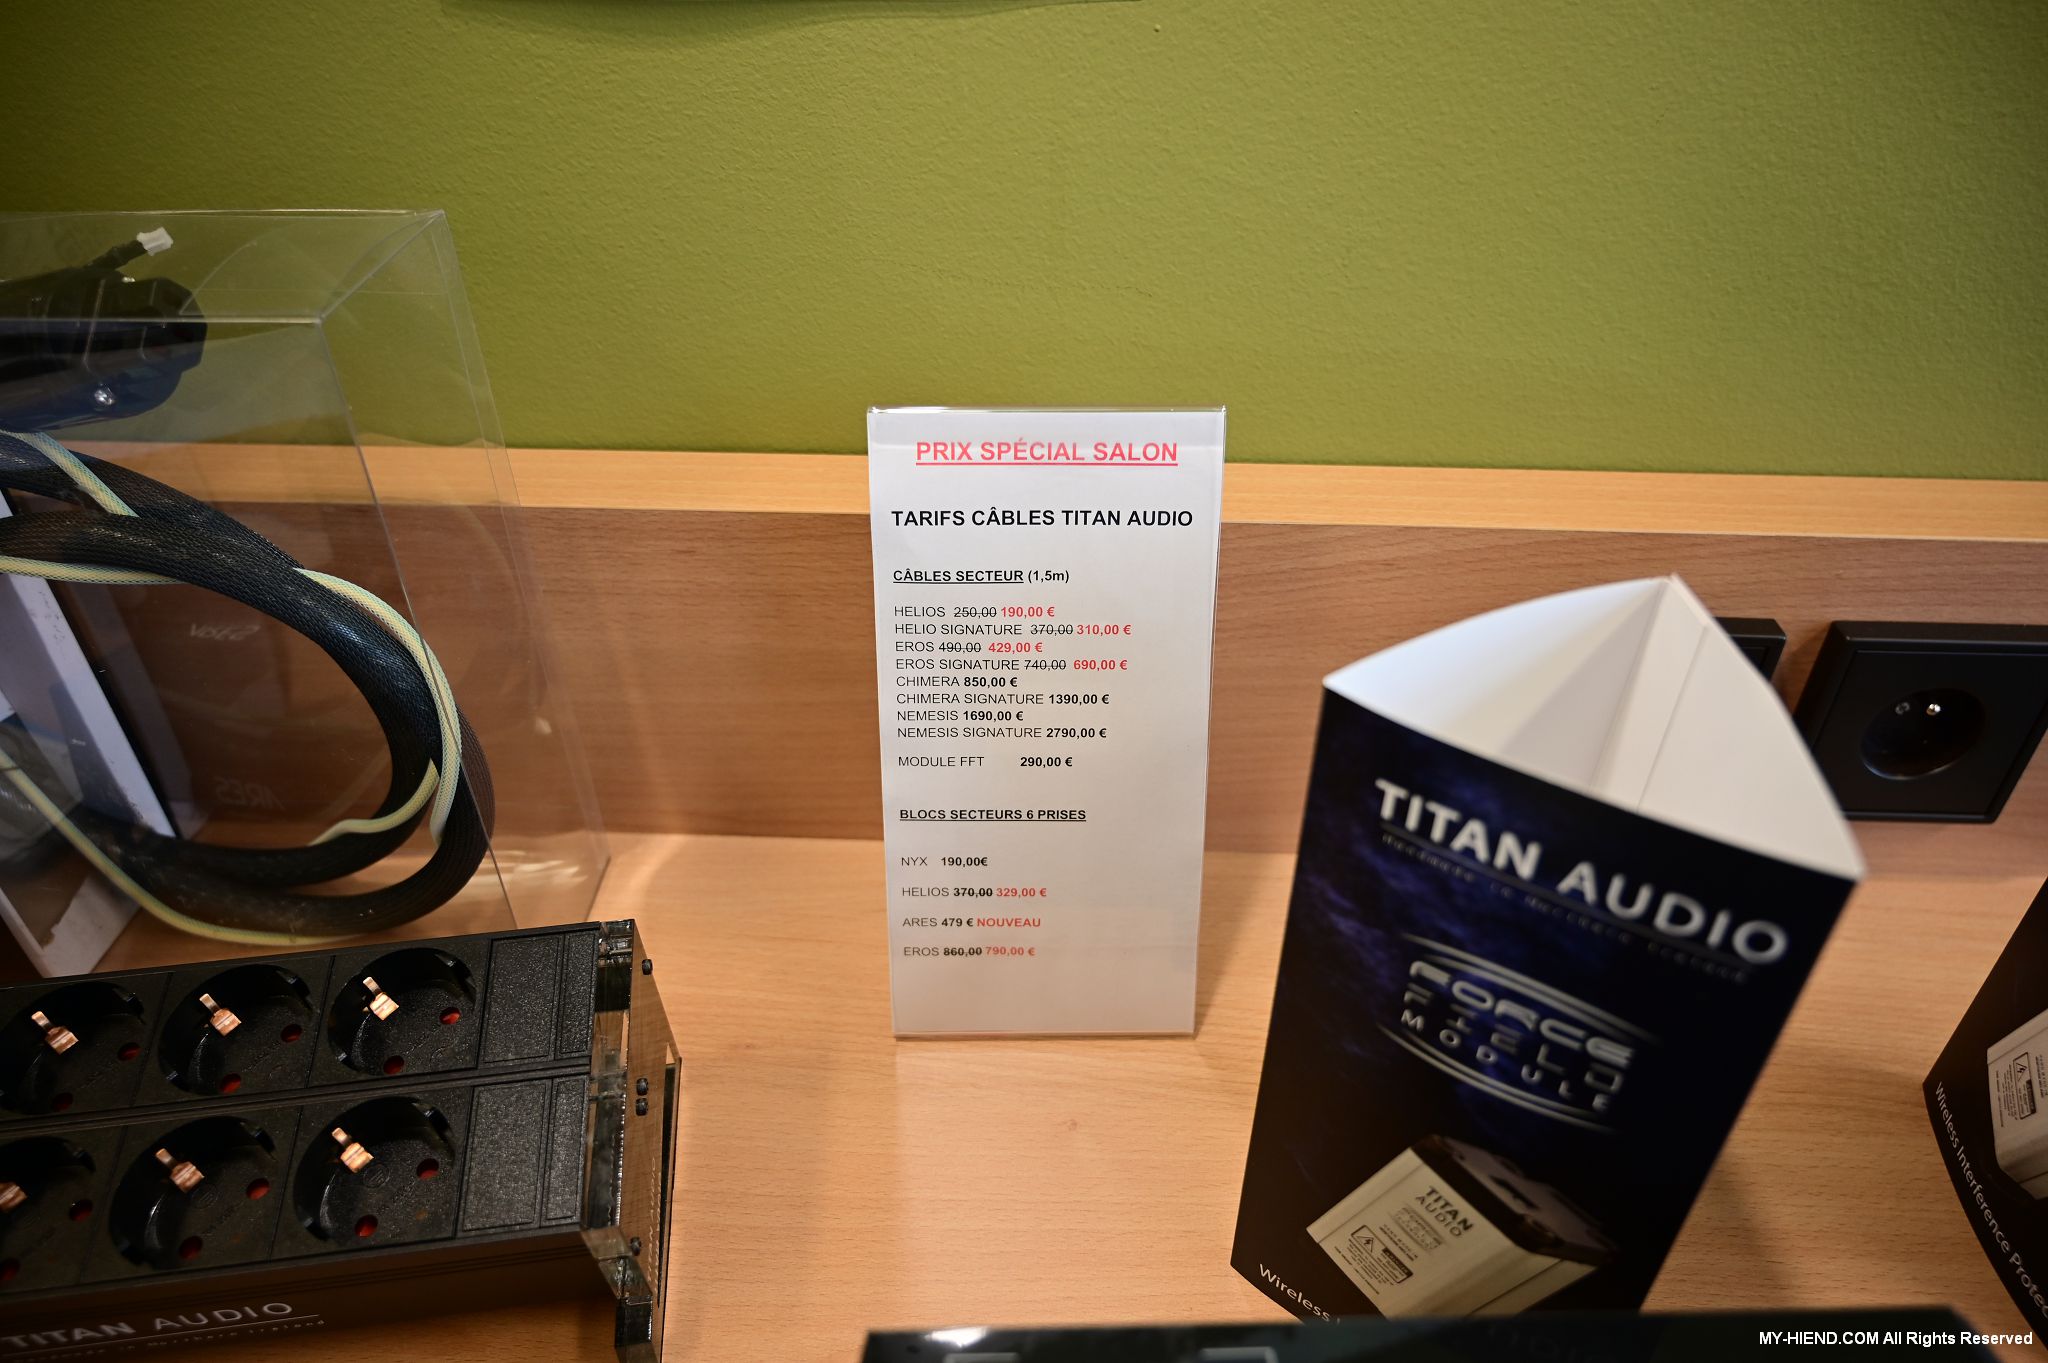 PRIX SPÉCIAL SALON
TARIFS CÂBLES TITAN AUDIO
CÂBLES SECTEUR (1,5m)
HELIOS 250,00 190,00 €
HELIO SIGNATURE 370,00 310,00 €
EROS 490,00 429,00 €
EROS SIGNATURE 740,00 690,00 €
CHIMERA 850,00 €
CHIMERA SIGNATURE 1390,00 €
NEMESIS 1690,00 €
NEMESIS SIGNATURE 2790,00 €
MODULE FFT 290,00 €
BLOCS SECTEURS 6 PRISES
NYX 190,00€
HELIOS 370,00 329,00 €
ARES 479 € NOUVEAU
EROS 860,00 790,00 €
TITAN AUDIO
FORCE
FIELD
MODULE
TITAN
AUDIO
Wireless
Wireless Interference
TITAN AUDIO
ARES
MY-HIEND.COM All Rights Reserved